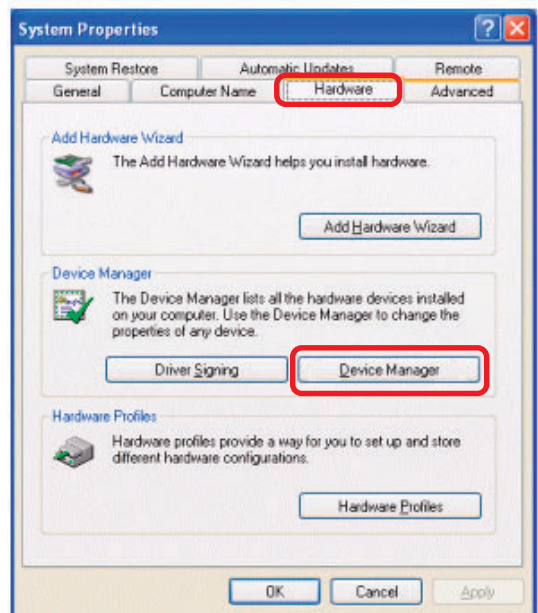 System Properties
System Restore Automatic Updates Remote
General Computer Name Hardware Advanced
Add Hardware Wizard
The Add Hardware Wizard helps you install hardware.
Add Hardware Wizard
Device Manager
The Device Manager lists all the hardware devices installed
on your computer. Use the Device Manager to change the
properties of any device.
Driver Signing Device Manager
Hardware Profiles
Hardware profiles provide a way for you to set up and store
different hardware configurations.
Hardware Profiles
OK Cancel Apply